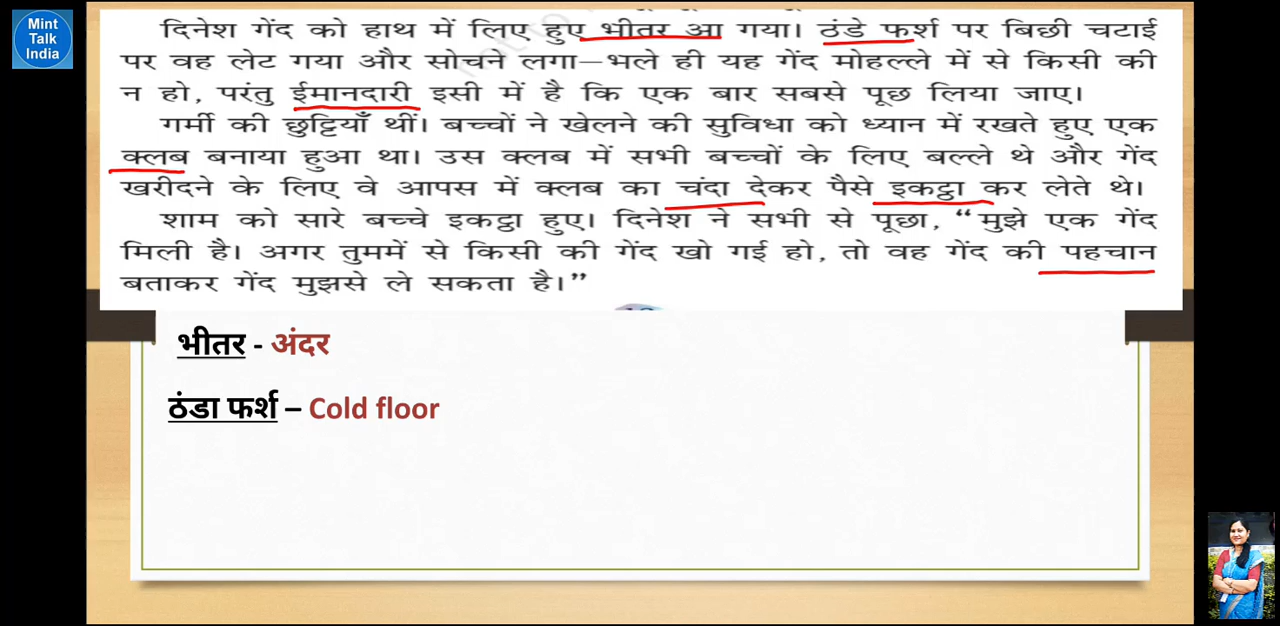 Mint
Talk
India
दिनेश गेंद को हाथ में लिए हुए भीतर आ गया। ठंडे फर्श पर बिछी चटाई
पर वह लेट गया और सोचने लगा—भले ही यह गेंद मोहल्ले में से किसी की
न हो, परंतु ईमानदारी इसी में है कि एक बार सबसे पूछ लिया जाए।
गर्मी की छुट्टियाँ थीं। बच्चों ने खेलने की सुविधा को ध्यान में रखते हुए एक
क्लब बनाया हुआ था। उस क्लब में सभी बच्चों के लिए बल्ले थे और गेंद
खरीदने के लिए वे आपस में क्लब का चंदा देकर पैसे इकट्ठा कर लेते थे।
शाम को सारे बच्चे इकट्ठा हुए। दिनेश ने सभी से पूछा, “मुझे एक गेंद
मिली है। अगर तुममें से किसी की गेंद खो गई हो, तो वह गेंद की पहचान
बताकर गेंद मुझसे ले सकता है।”
भीतर - अंदर
ठंडा फर्श – Cold floor